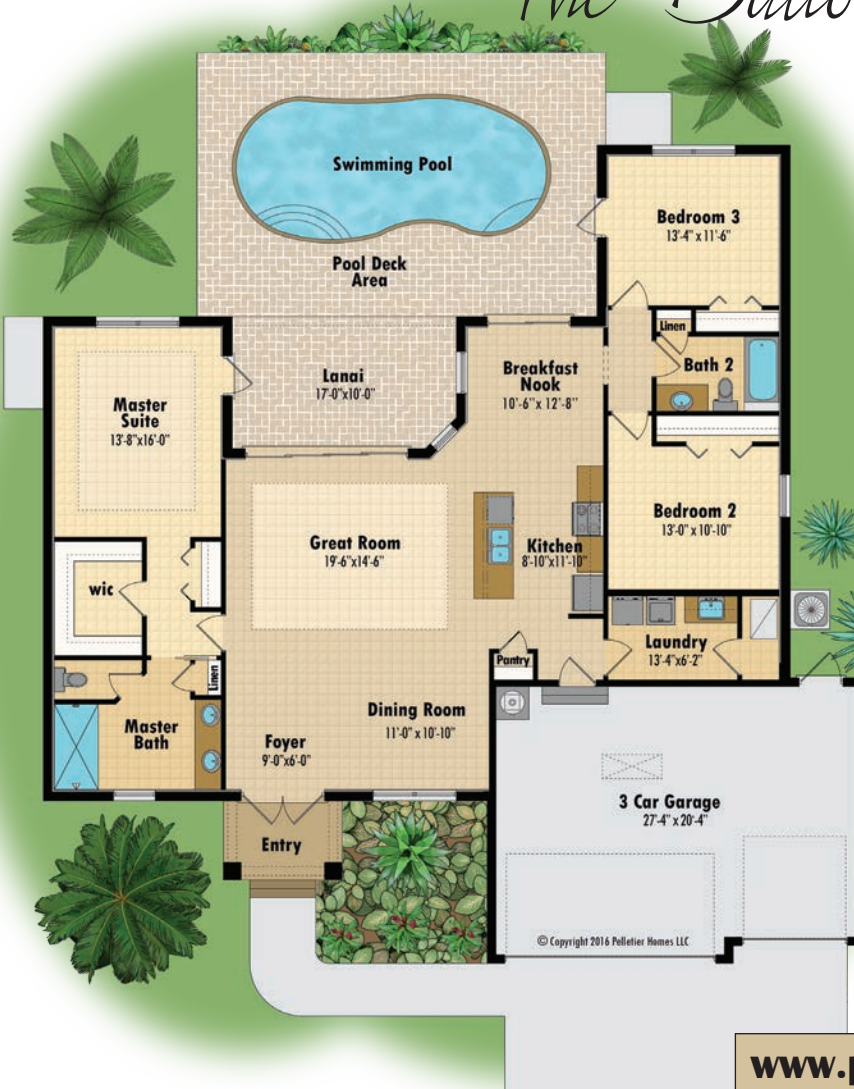 The
Swimming Pool
Bedroom 3
13'-4" x 11'-6"
Pool Deck
Area
Linen
Bath 2
Breakfast
Nook
10'-6" x 12'-8"
Lanai
17'-0"x10'-0"
Master
Suite
13'-8"x16'-0"
Bedroom 2
13'-0" x 10'-10"
Great Room
19'-6"x14'-6"
Kitchen
8'-10"x11'-10"
wic
Laundry
13'-4"x6'-2"
Pantry
Linen
Dining Room
11'-0" x 10'-10"
Master
Bath
Foyer
9'-0"x6'-0"
3 Car Garage
27'-4" x 20'-4"
Entry
© Copyright 2016 Pelletier Homes LLC
www.p